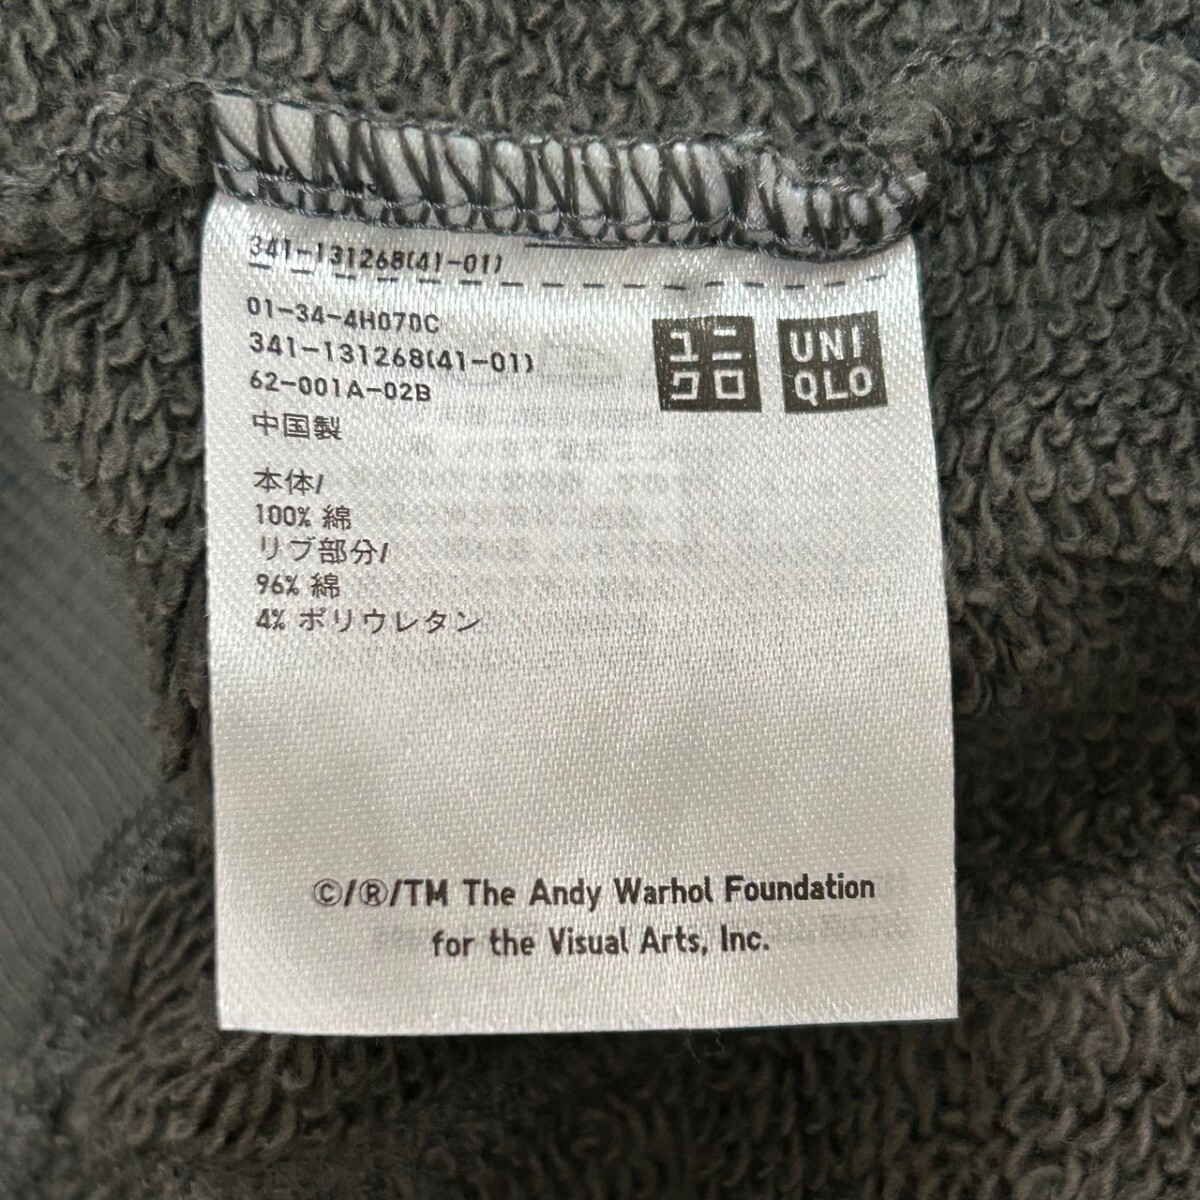 341-131268(41-01)
01-34-4H070C
341-131268(41-01)
62-001A-02B
中国製
ユニ
クロ
UNI
QLO
本体/
100% 綿
リブ部分/
96% 綿
4% ポリウレタン
©/®/TM The Andy Warhol Foundation
for the Visual Arts, Inc.